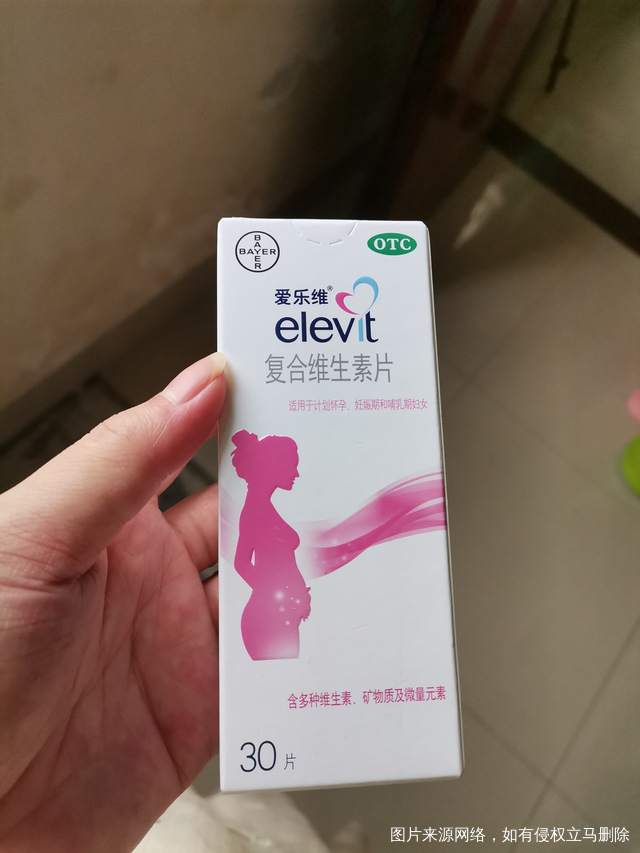 BAYER
BAYER
OTC
爱乐维®
elevit
复合维生素片
适用于计划怀孕、妊娠期和哺乳期妇女
含多种维生素、矿物质及微量元素
30片
图片来源网络，如有侵权立马删除